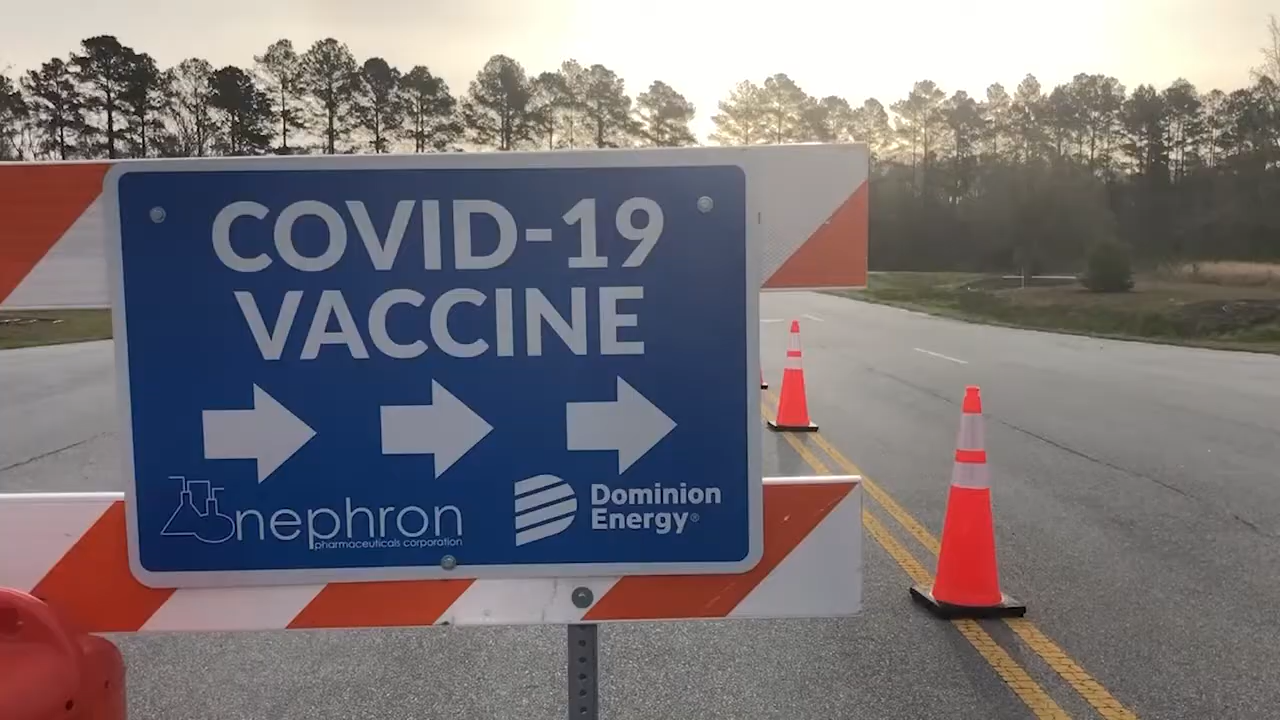 COVID-19
VACCINE
nephron
pharmaceuticals corporation
Dominion
Energy®